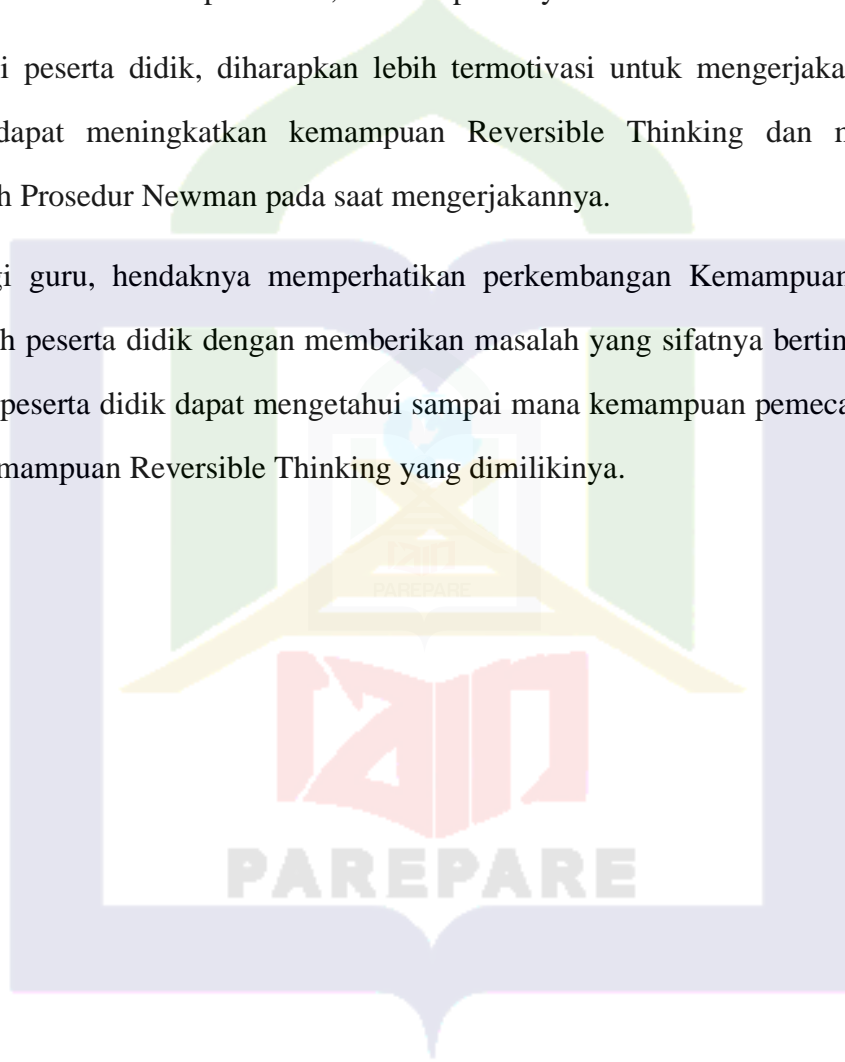 i peserta didik, diharapkan lebih termotivasi untuk mengerjaka
dapat meningkatkan kemampuan Reversible Thinking dan
h Prosedur Newman pada saat mengerjakannya.
gi guru, hendaknya memperhatikan perkembangan Kemampuan
h peserta didik dengan memberikan masalah yang sifatnya bertin
peserta didik dapat mengetahui sampai mana kemampuan pemeca
mampuan Reversible Thinking yang dimilikinya.
iain
PAREPARE
iain
PAREPARE